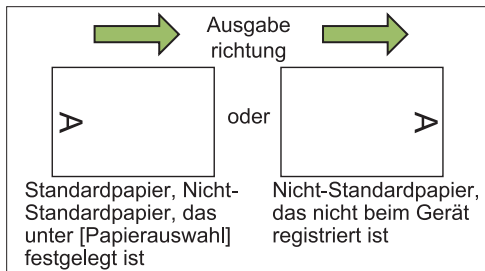 Ausgabe
richtung
A
oder
A
Standardpapier, Nicht-
Standardpapier, das
unter [Papierauswahl]
festgelegt ist
Nicht-Standardpapier,
das nicht beim Gerät
registriert ist